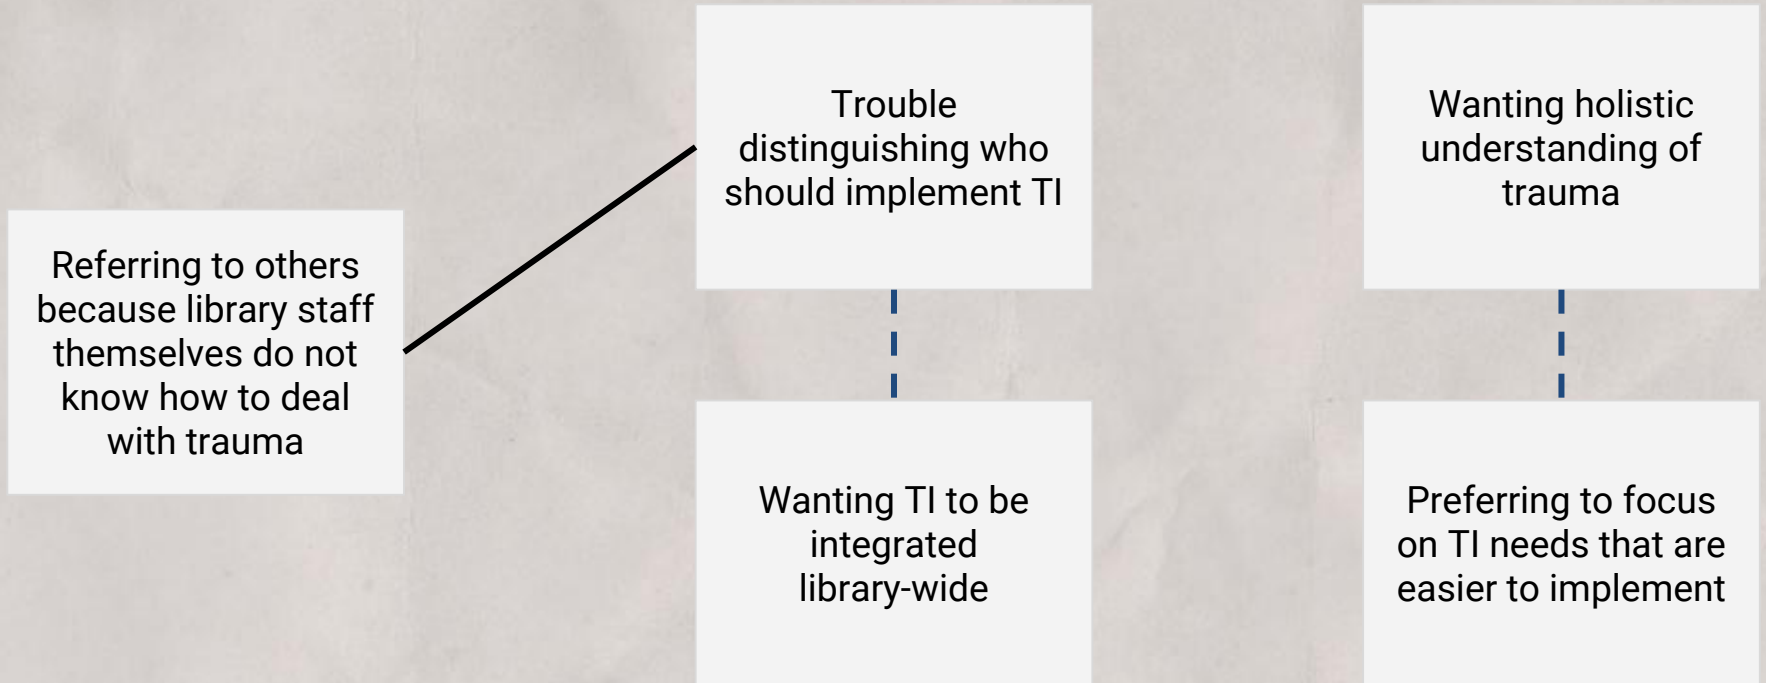 Referring to others
because library staff
themselves do not
know how to deal
with trauma
Trouble
distinguishing who
should implement TI
Wanting TI to be
integrated
library-wide
Wanting holistic
understanding of
trauma
Preferring to focus
on TI needs that are
easier to implement